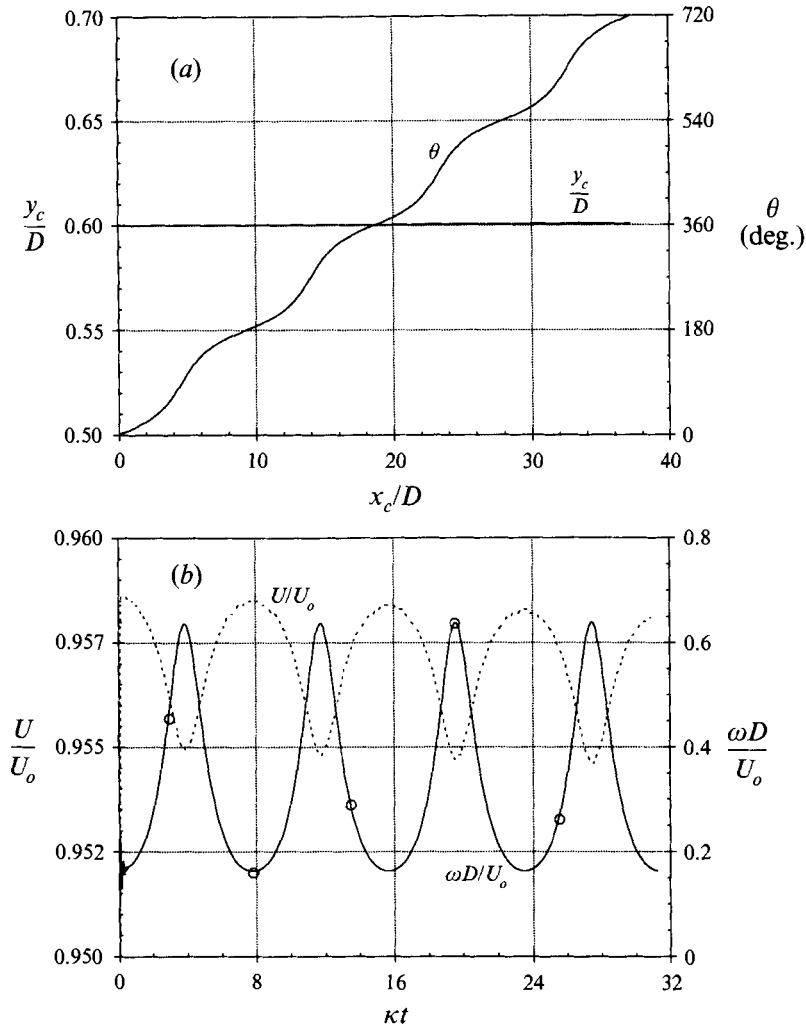 0.70
0.65
0.60
0.55
0.50
y_c
D
(a)
θ
y_c
D
720
540
360
180
0
θ
(deg.)
0 10 20 30 40
x_c/D
0.960
0.957
0.955
0.952
0.950
U
U_o
(b)
U/U_o
ωD/U_o
0.8
0.6
0.4
0.2
0
ωD
U_o
0 8 16 24 32
κt